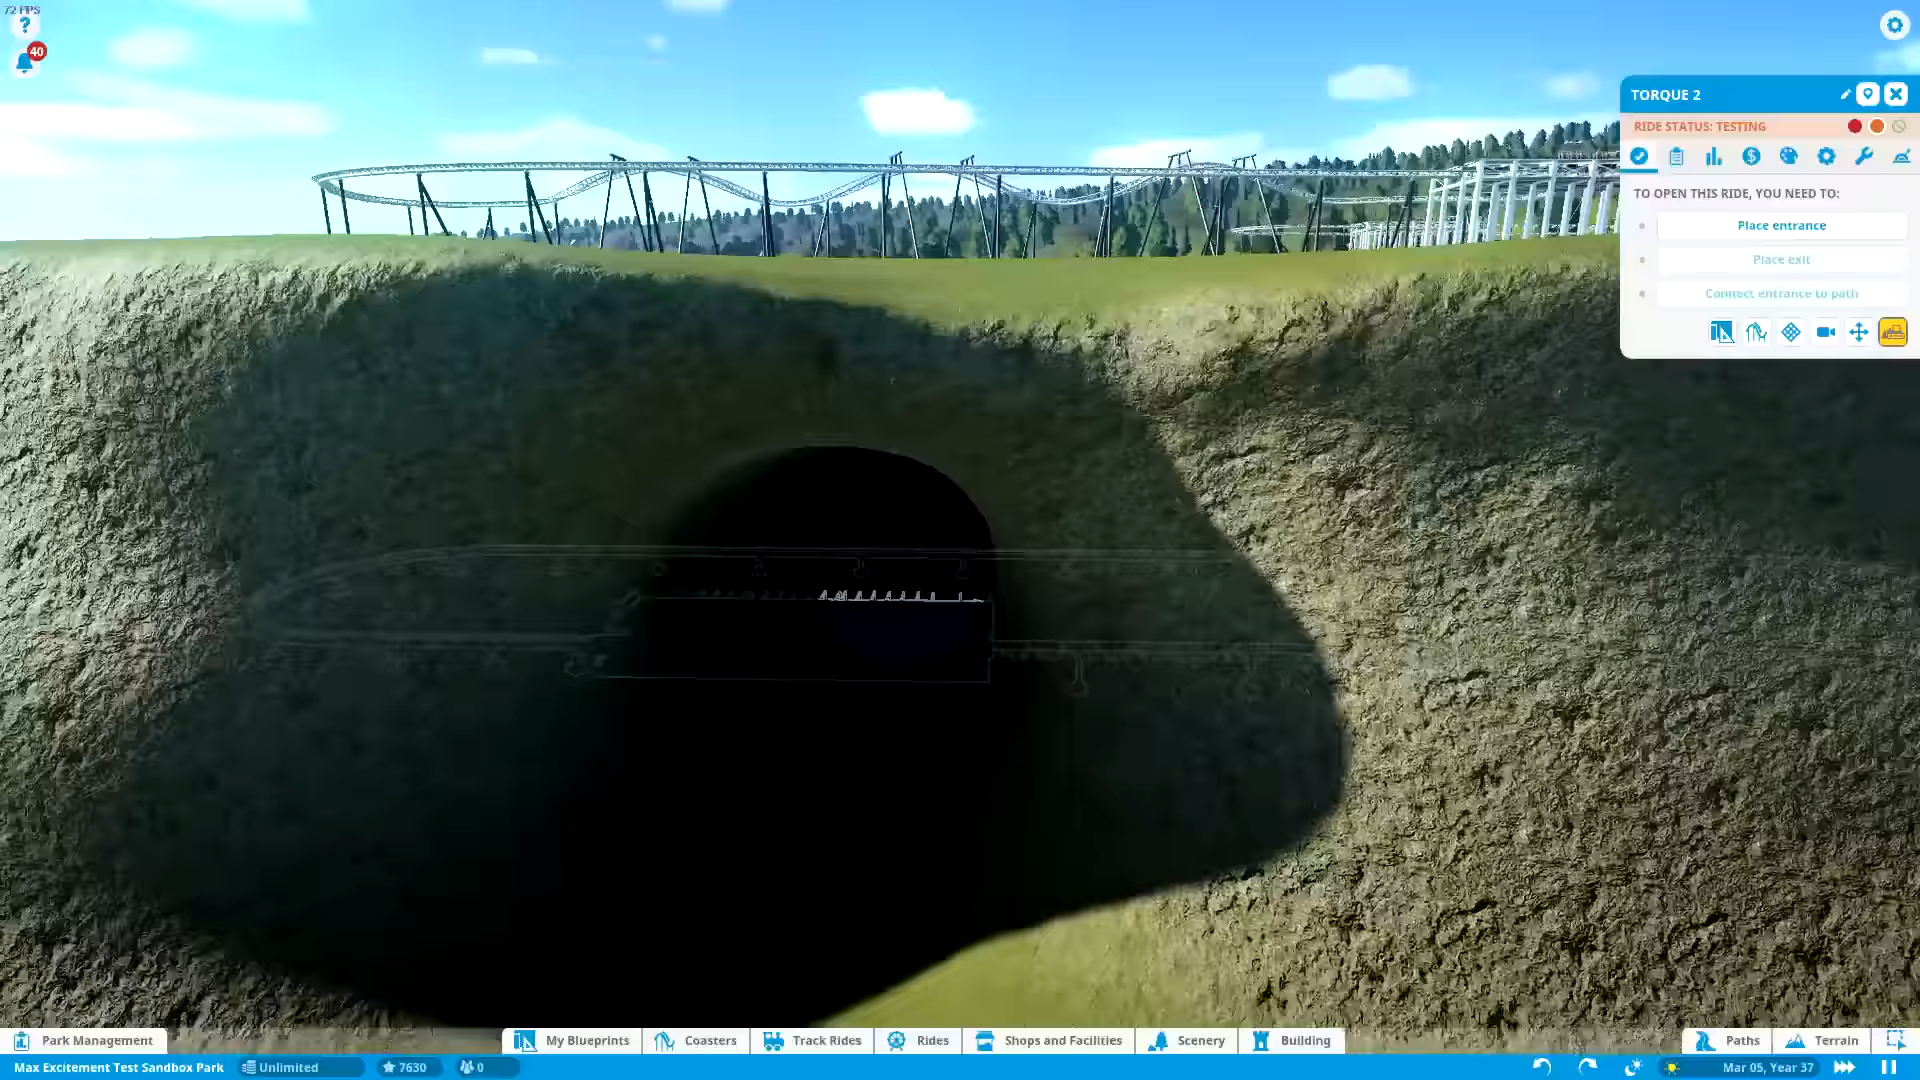 72 FPS
?
40
TORQUE 2
RIDE STATUS: TESTING
TO OPEN THIS RIDE, YOU NEED TO:
Place entrance
Place exit
Connect entrance to path
Park Management
My Blueprints
Coasters
Track Rides
Rides
Shops and Facilities
Scenery
Building
Paths
Terrain
Max Excitement Test Sandbox Park
Unlimited
7630
0
Mar 05, Year 37